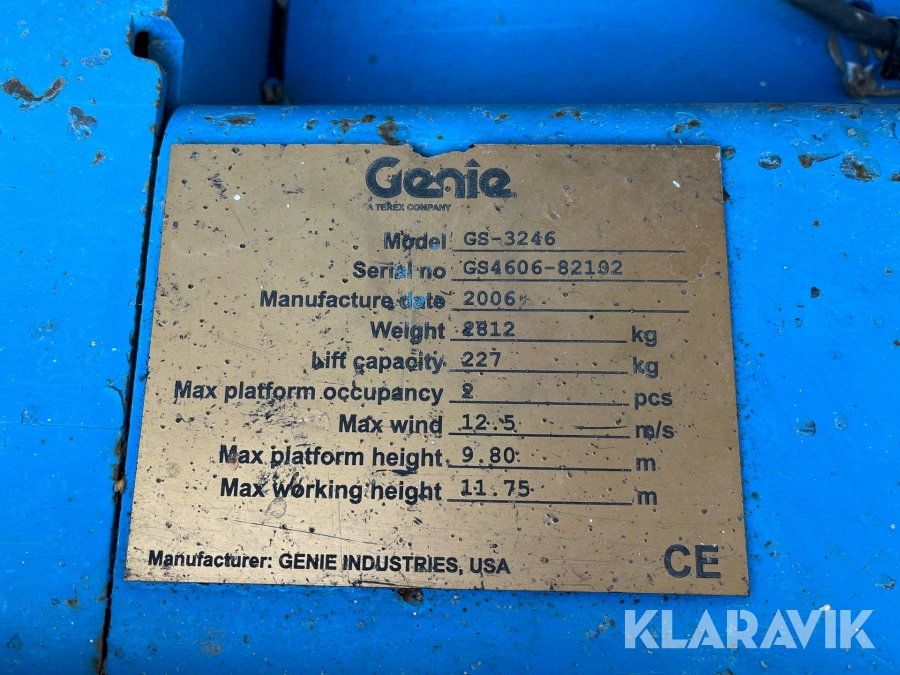 Genie
A TEREX COMPANY
Model GS-3246
Serial no GS4606-82102
Manufacture date 2006
Weight 2812 kg
Lift capacity 227 kg
Max platform occupancy 2 pcs
Max wind 12.5 m/s
Max platform height 9.80 m
Max working height 11.75 m
Manufacturer: GENIE INDUSTRIES, USA CE
KLARAVIK